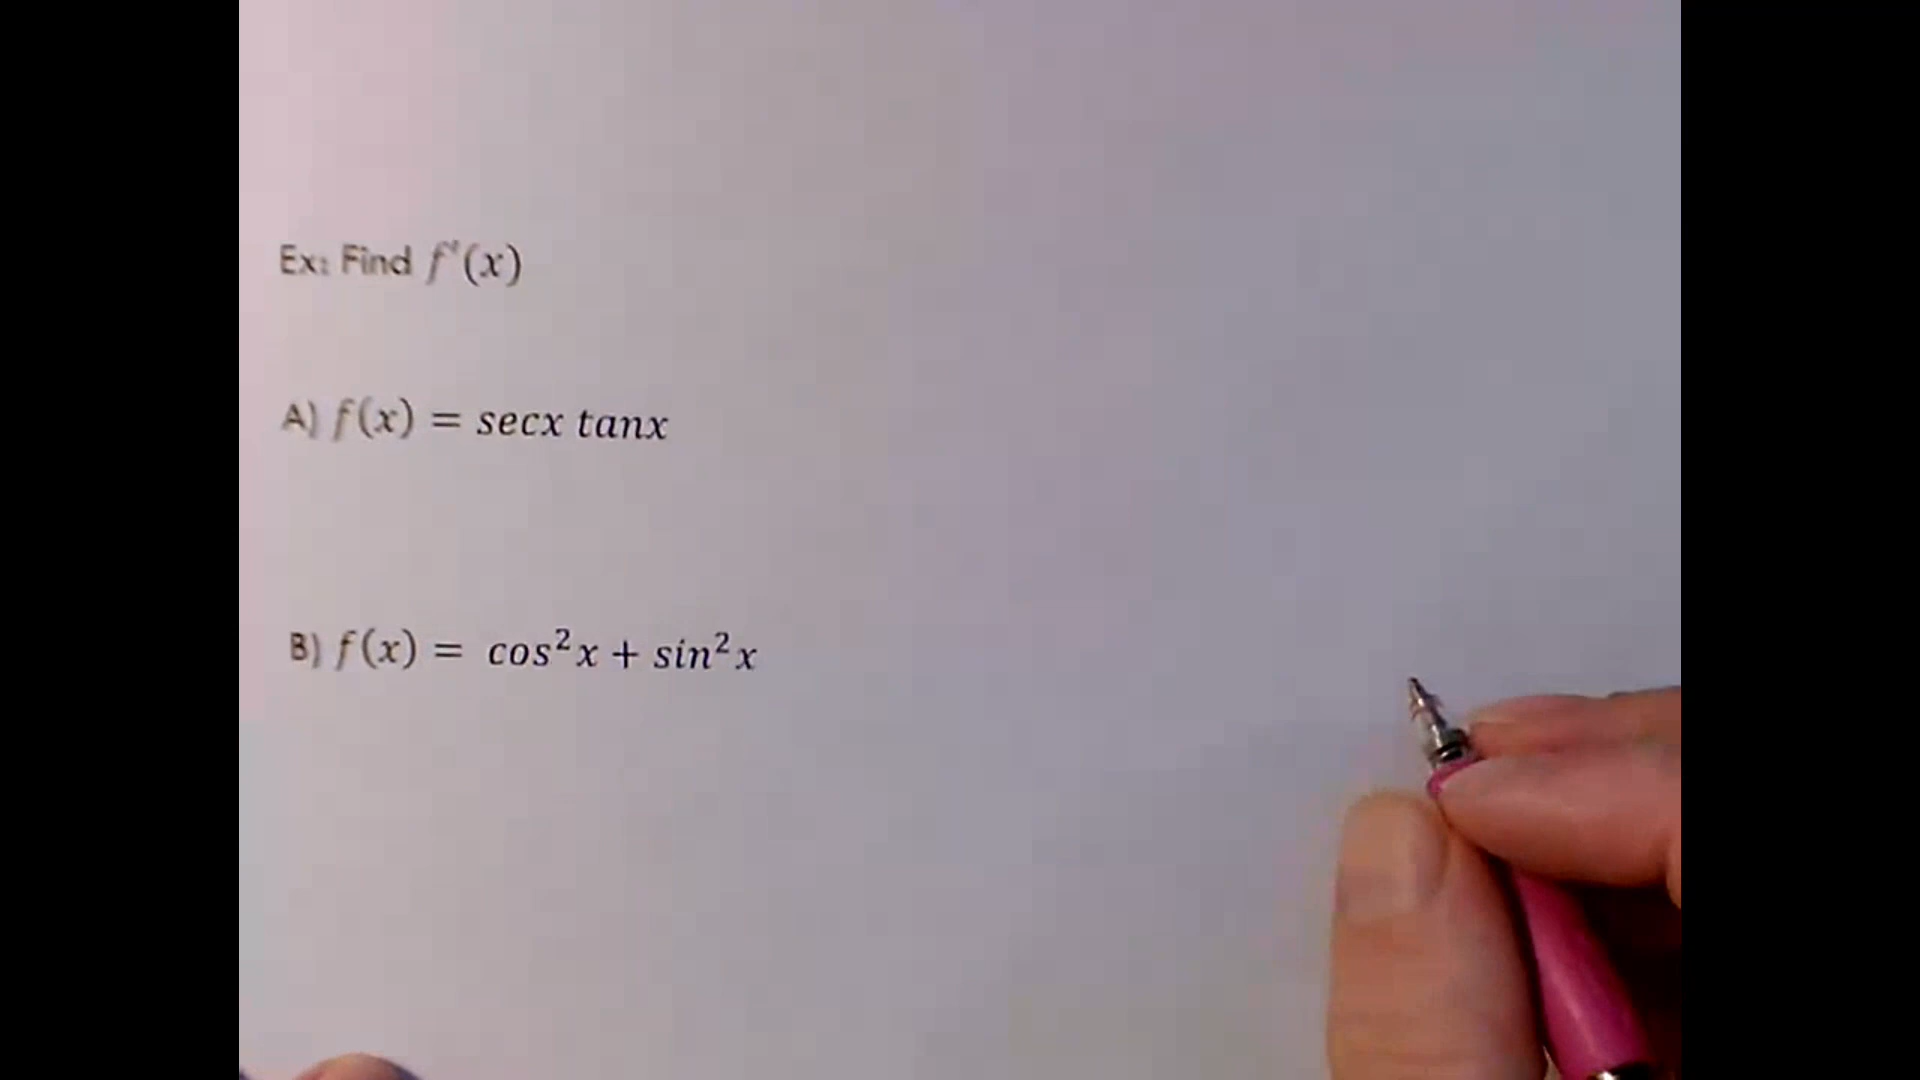 Ex: Find f'(x)
A) f(x) = secx tanx
B) f(x) = cos²x + sin²x